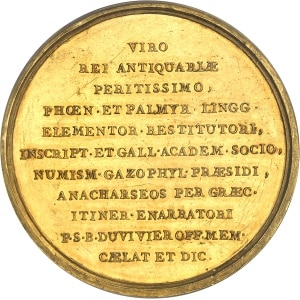 VIRO
REI ANTIQUARIÆ
PERITISSIMO,
PHŒN · ET PALMYR · LINGG ·
ELEMENTOR · RESTITUTORI,
INSCRIPT · ET GALL · ACADEM · SOCIO,
NUMISM · GAZOPHYL · PRÆSIDI,
ANACHARSEOS PER GRÆC ·
ITINER · ENARRATORI
P · S · B · DUVIVIER OFF · MEM ·
CÆLAT ET DIC ·